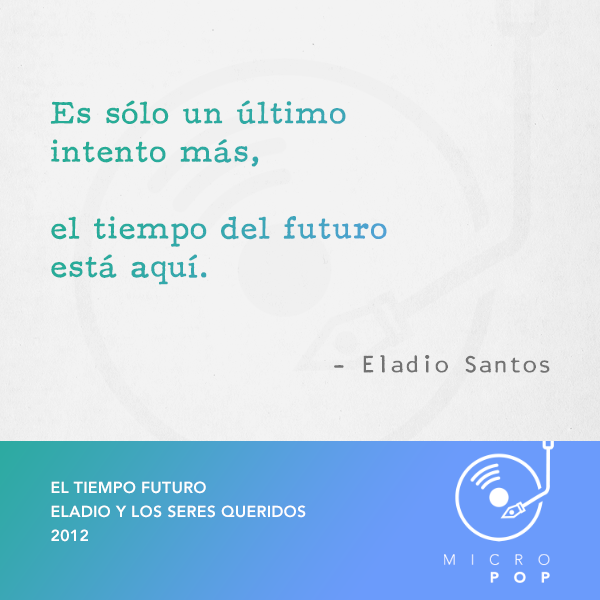 Es sólo un último
intento más,
el tiempo del futuro
está aquí.
– Eladio Santos
EL TIEMPO FUTURO
ELADIO Y LOS SERES QUERIDOS
2012
MICRO
POP